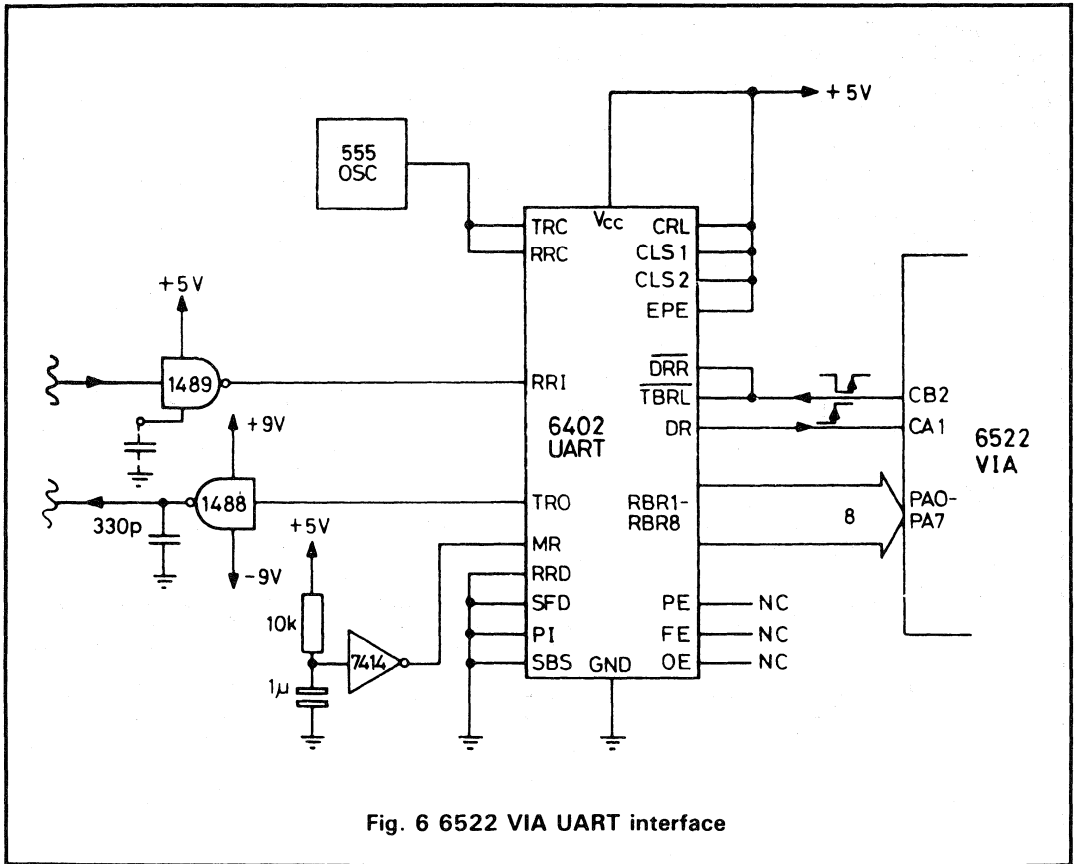 +5V
555
OSC
TRC
Vcc
CRL
RRC
CLS1
CLS2
EPE
+5V
1489
RRI
DRR
TBRL
CB2
DR
CA1
6402
UART
6522
VIA
+9V
1488
330p
-9V
TRO
RBR1-
RBR8
8
PA0-
PA7
+5V
MR
RRD
10k
SFD
PE
NC
PI
FE
NC
7414
SBS
GND
OE
NC
1µ
Fig. 6 6522 VIA UART interface